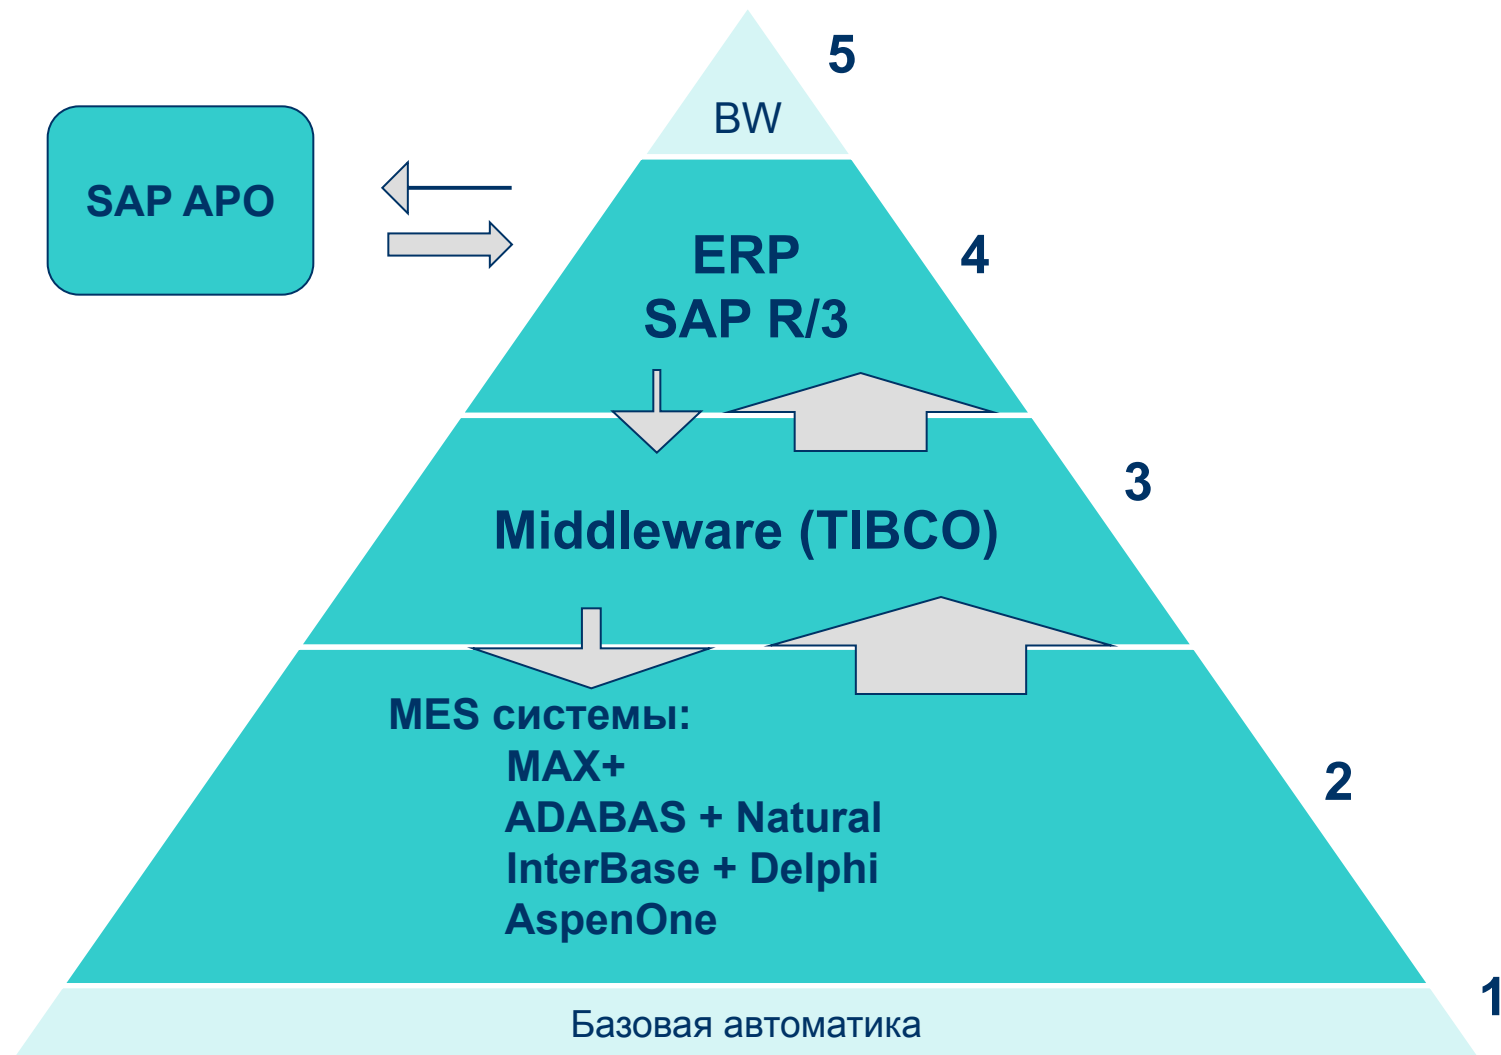 5
BW
SAP APO
ERP
SAP R/3
4
3
Middleware (TIBCO)
MES системы:
MAX+
ADABAS + Natural
InterBase + Delphi
AspenOne
2
1
Базовая автоматика